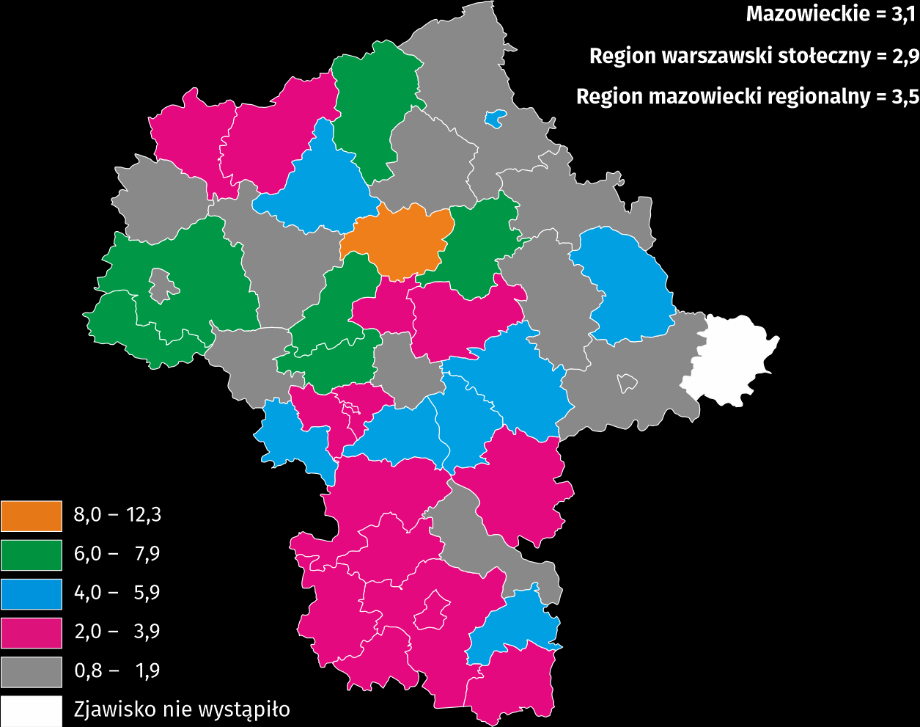 Mazowieckie = 3,1
Region warszawski stołeczny = 2,9
Region mazowiecki regionalny = 3,5
8,0 – 12,3
6,0 – 7,9
4,0 – 5,9
2,0 – 3,9
0,8 – 1,9
Zjawisko nie wystąpiło